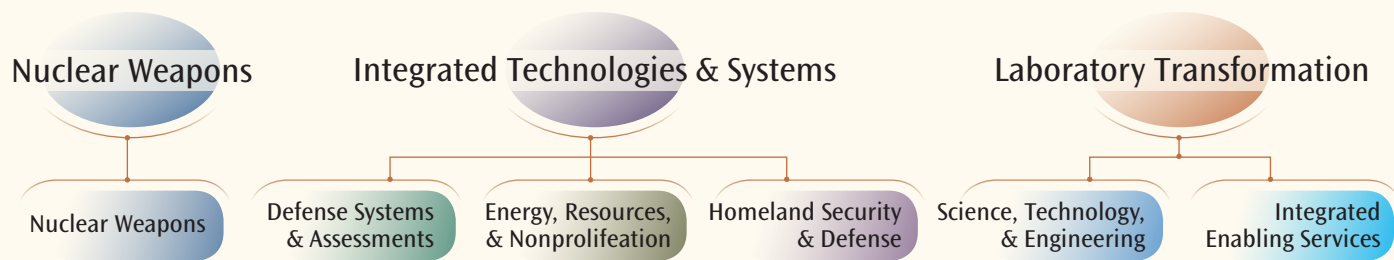 Nuclear Weapons
Integrated Technologies & Systems
Laboratory Transformation
Nuclear Weapons
Defense Systems
& Assessments
Energy, Resources,
& Nonprolifeation
Homeland Security
& Defense
Science, Technology,
& Engineering
Integrated
Enabling Services